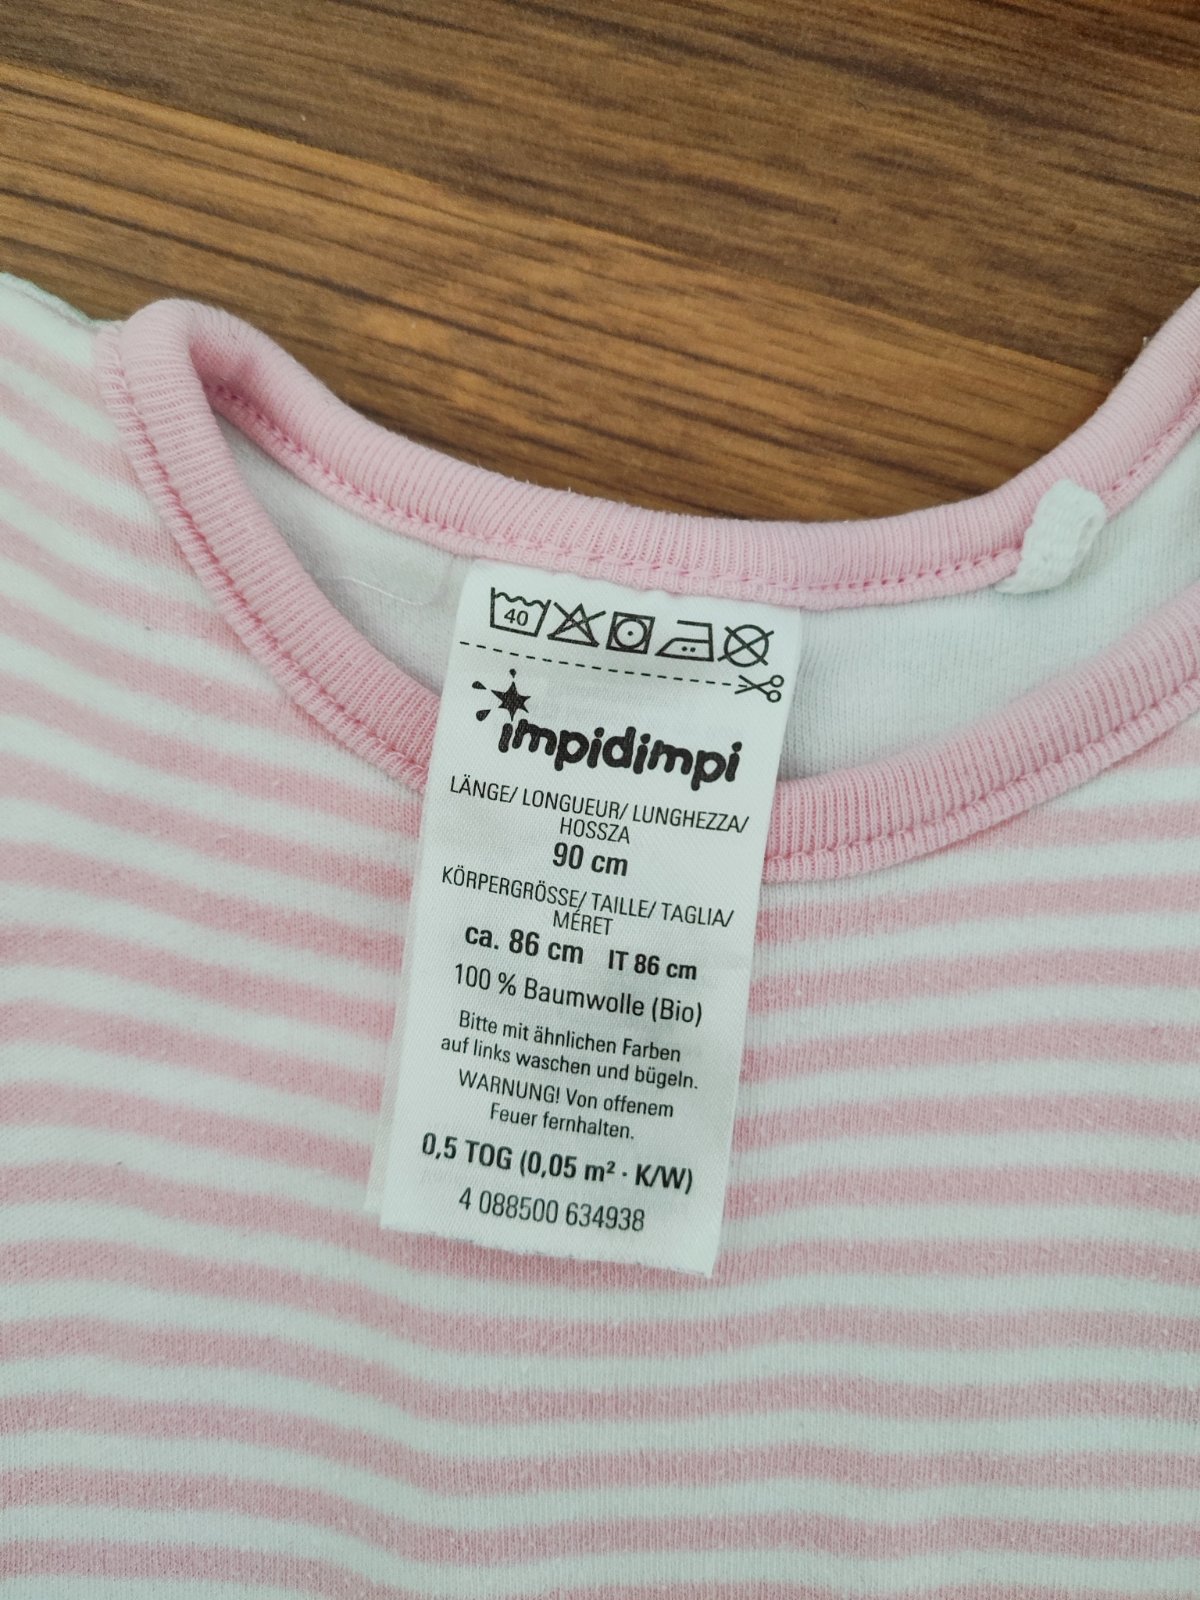 40
impidimpi
LÄNGE/ LONGUEUR/ LUNGHEZZA/
HOSSZA
90 cm
KÖRPERGRÖSSE/ TAILLE/ TAGLIA/
MÉRET
ca. 86 cm IT 86 cm
100 % Baumwolle (Bio)
Bitte mit ähnlichen Farben
auf links waschen und bügeln.
WARNUNG! Von offenem
Feuer fernhalten.
0,5 TOG (0,05 m² · K/W)
4 088500 634938